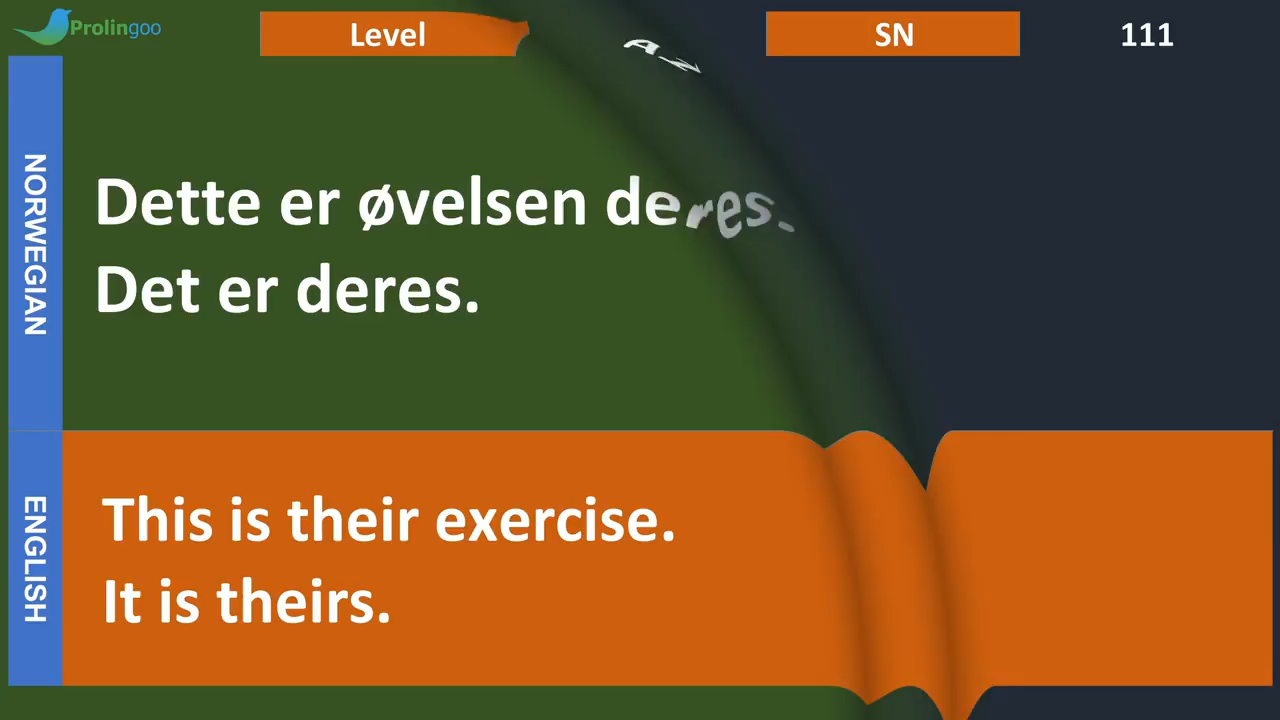 Prolingoo
Level
SN
111
NORWEGIAN
Dette er øvelsen deres.
Det er deres.
ENGLISH
This is their exercise.
It is theirs.